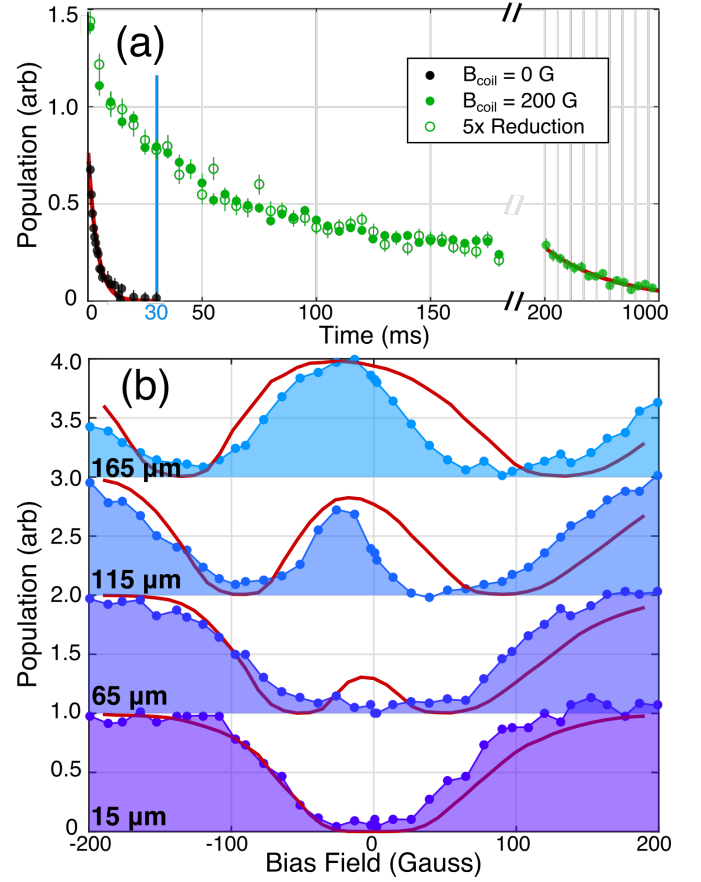 (a)
1.5
1.0
0.5
0
Population (arb)
B_coil = 0 G
B_coil = 200 G
5x Reduction
0 30 50 100 150 200 1000
Time (ms)
(b)
4.0
3.5
165 µm
3.0
2.5
115 µm
2.0
1.5
65 µm
1.0
0.5
15 µm
0
Population (arb)
-200 -100 0 100 200
Bias Field (Gauss)